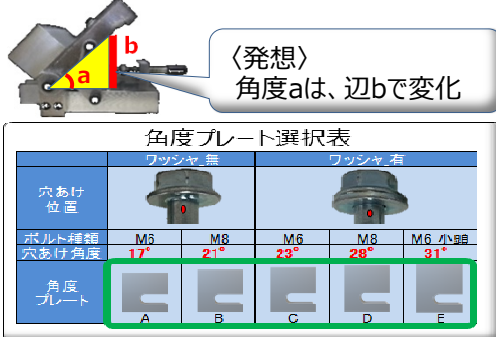 b
a
〈発想〉
角度aは、辺bで変化
角度プレート選択表
ワッシャ_無 ワッシャ_有
穴あけ
位置
ボルト種類 M6 M8 M6 M8 M6 小頭
穴あけ角度 17° 21° 23° 28° 31°
角度
プレート
A B C D E